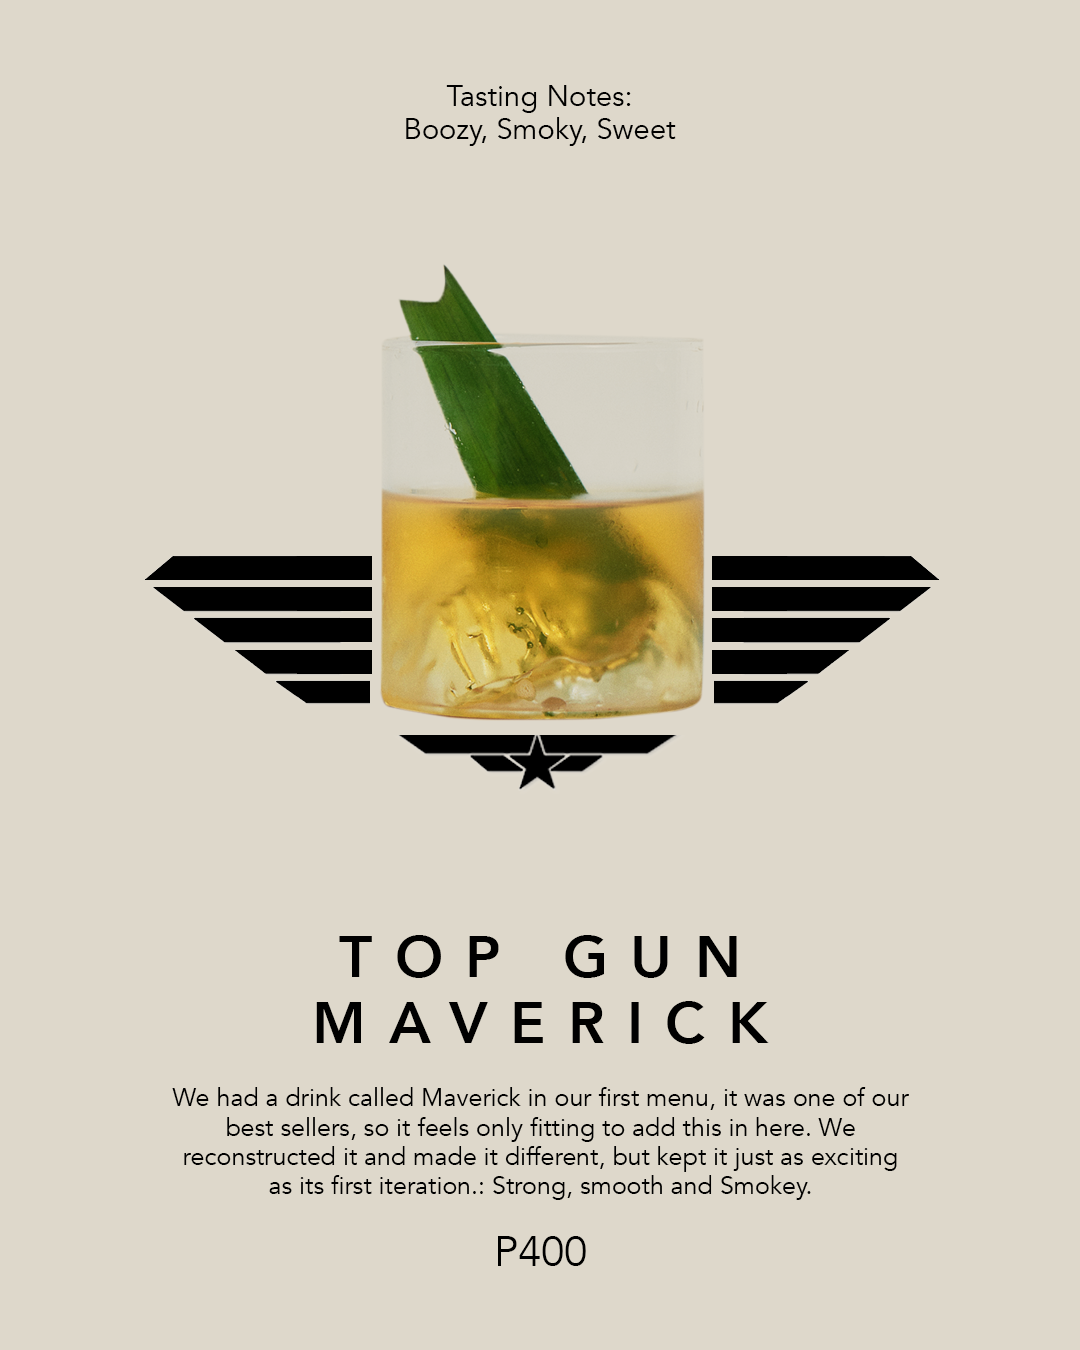 Tasting Notes:
Boozy, Smoky, Sweet
TOP GUN
MAVERICK
We had a drink called Maverick in our first menu, it was one of our
best sellers, so it feels only fitting to add this in here. We
reconstructed it and made it different, but kept it just as exciting
as its first iteration.: Strong, smooth and Smokey.
P400